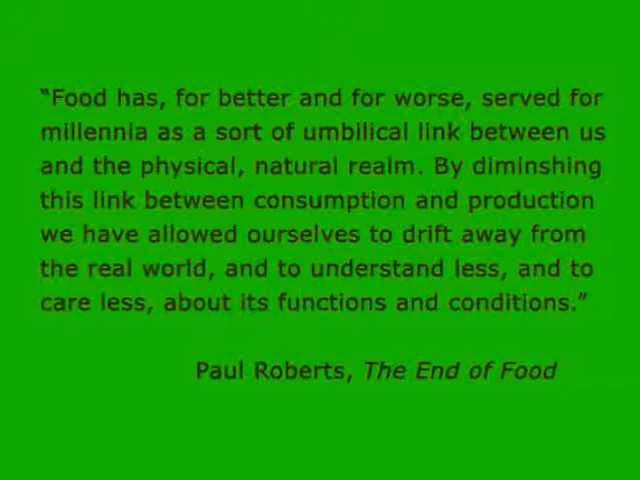 “Food has, for better and for worse, served for
millennia as a sort of umbilical link between us
and the physical, natural realm. By diminshing
this link between consumption and production
we have allowed ourselves to drift away from
the real world, and to understand less, and to
care less, about its functions and conditions.”
Paul Roberts, The End of Food